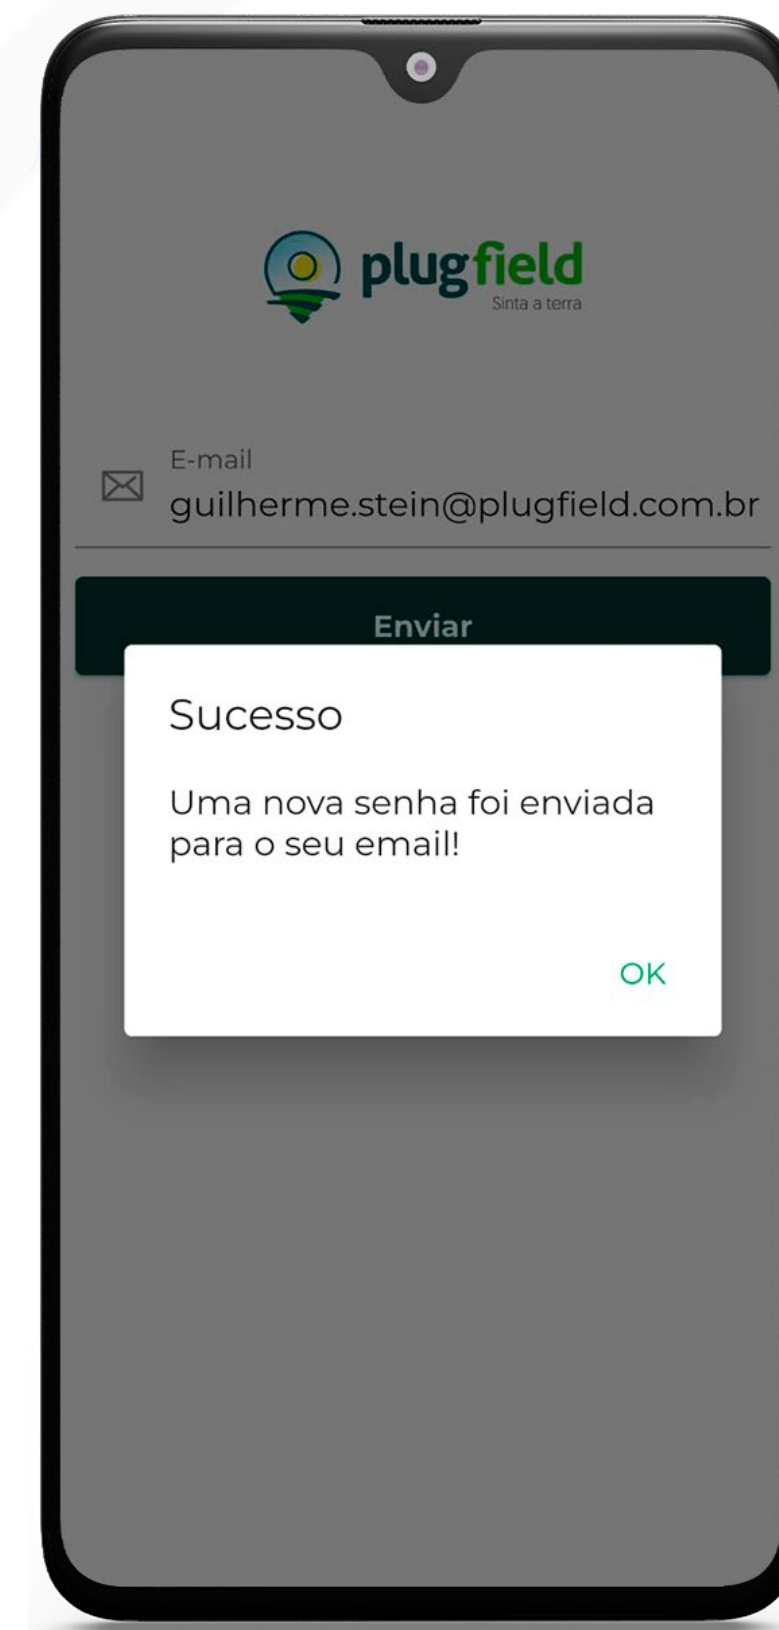 plugfield
Sinta a terra
E-mail
guilherme.stein@plugfield.com.br
Enviar
Sucesso
Uma nova senha foi enviada
para o seu email!
OK